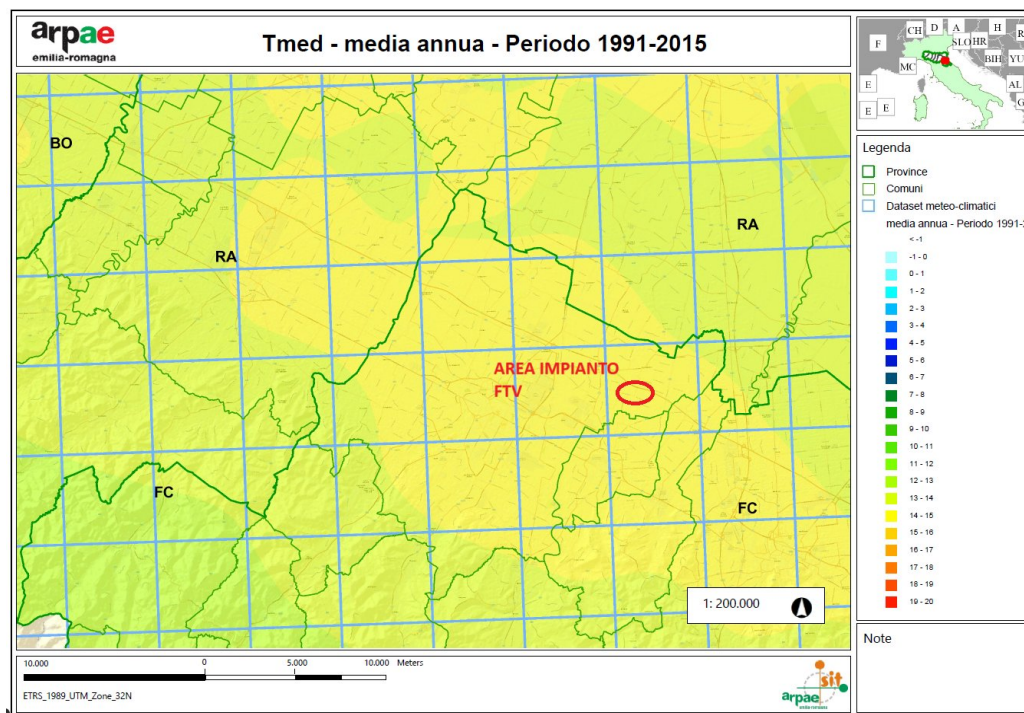 arpae
emilia-romagna
Tmed - media annua - Periodo 1991-2015
CH D A H R
F SLO HR
MC BIH YU
E AL
E E G
BO
RA
RA
AREA IMPIANTO
FTV
FC
FC
1: 200.000
Legenda
Province
Comuni
Dataset meteo-climatici
media annua - Periodo 1991-2
< -1
-1 - 0
0 - 1
1 - 2
2 - 3
3 - 4
4 - 5
5 - 6
6 - 7
7 - 8
8 - 9
9 - 10
10 - 11
11 - 12
12 - 13
13 - 14
14 - 15
15 - 16
16 - 17
17 - 18
18 - 19
19 - 20
Note
10.000 0 5.000 10.000 Meters
ETRS_1989_UTM_Zone_32N
sit
arpae
emilia-romagna